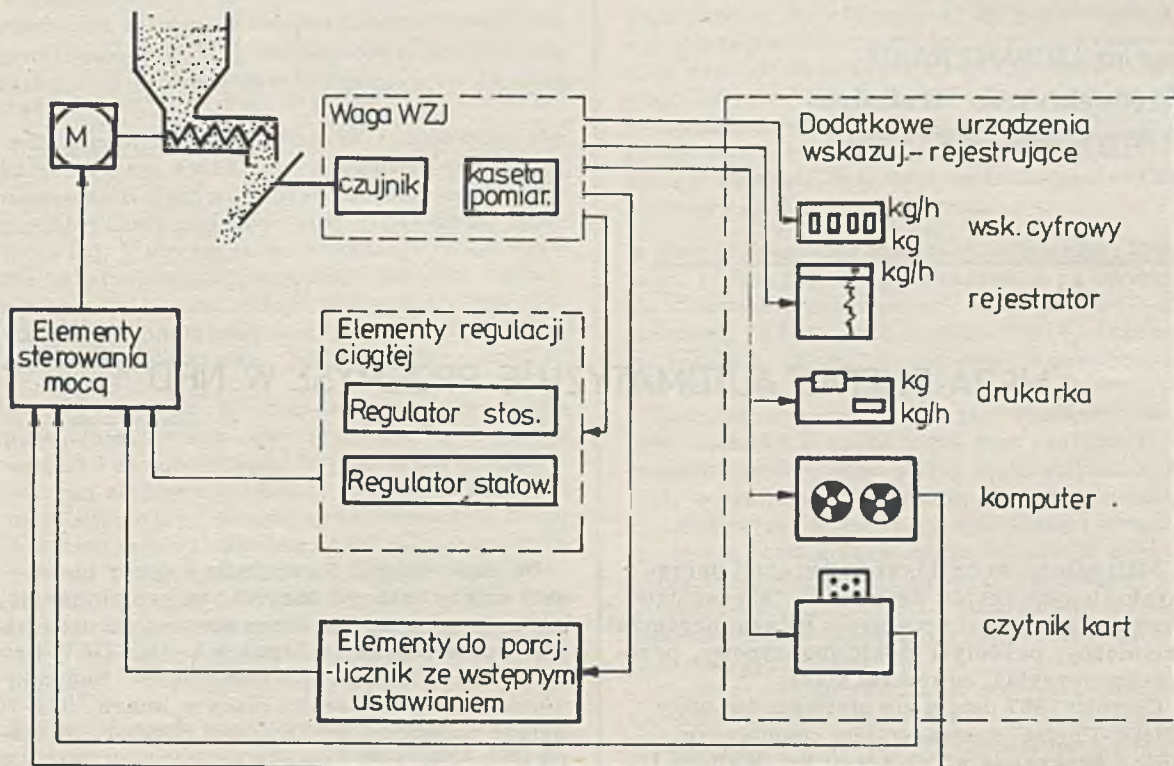 M
Waga WZJ
czujnik
kaseta
pomiar.
Dodatkowe urządzenia
wskazuj.-rejestrujące
kg/h
kg
wsk. cyfrowy
kg/h
rejestrator
kg
kg/h
drukarka
komputer
czytnik kart
Elementy
sterowania
mocą
Elementy regulacji
ciągłej
Regulator stos.
Regulator stałow.
Elementy do porcj.
-licznik ze wstępnym
ustawianiem